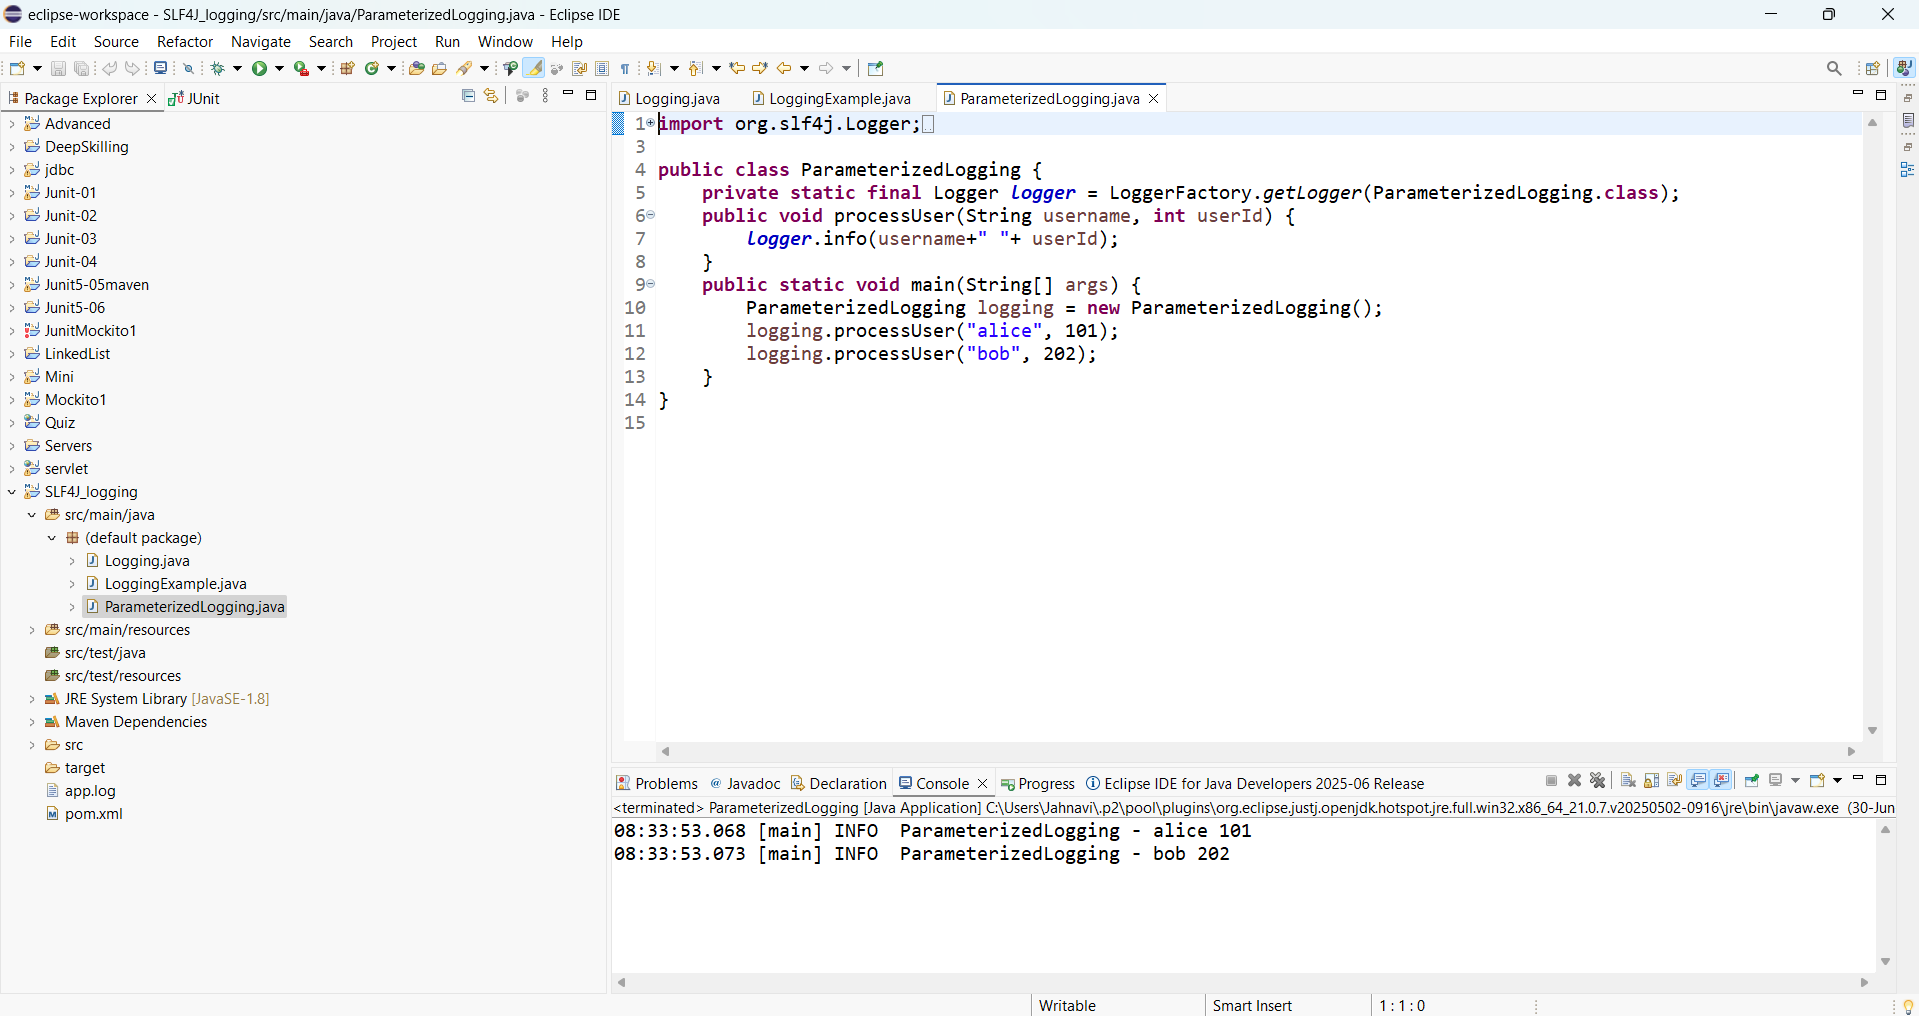 eclipse-workspace - SLF4J_logging/src/main/java/ParameterizedLogging.java - Eclipse IDE
File Edit Source Refactor Navigate Search Project Run Window Help
Package Explorer JUnit
Advanced
DeepSkilling
jdbc
Junit-01
Junit-02
Junit-03
Junit-04
Junit5-05maven
Junit5-06
JunitMockito1
LinkedList
Mini
Mockito1
Quiz
Servers
servlet
SLF4J_logging
src/main/java
(default package)
Logging.java
LoggingExample.java
ParameterizedLogging.java
src/main/resources
src/test/java
src/test/resources
JRE System Library [JavaSE-1.8]
Maven Dependencies
src
target
app.log
pom.xml
Logging.java LoggingExample.java ParameterizedLogging.java
1 import org.slf4j.Logger;
3
4 public class ParameterizedLogging {
5 private static final Logger logger = LoggerFactory.getLogger(ParameterizedLogging.class);
6 public void processUser(String username, int userId) {
7 logger.info(username+" "+ userId);
8 }
9 public static void main(String[] args) {
10 ParameterizedLogging logging = new ParameterizedLogging();
11 logging.processUser("alice", 101);
12 logging.processUser("bob", 202);
13 }
14 }
15
Problems Javadoc Declaration Console Progress Eclipse IDE for Java Developers 2025-06 Release
<terminated> ParameterizedLogging [Java Application] C:\Users\Jahnavi\.p2\pool\plugins\org.eclipse.justj.openjdk.hotspot.jre.full.win32.x86_64_21.0.7.v20250502-0916\jre\bin\javaw.exe (30-Jun
08:33:53.068 [main] INFO ParameterizedLogging - alice 101
08:33:53.073 [main] INFO ParameterizedLogging - bob 202
Writable Smart Insert 1 : 1 : 0